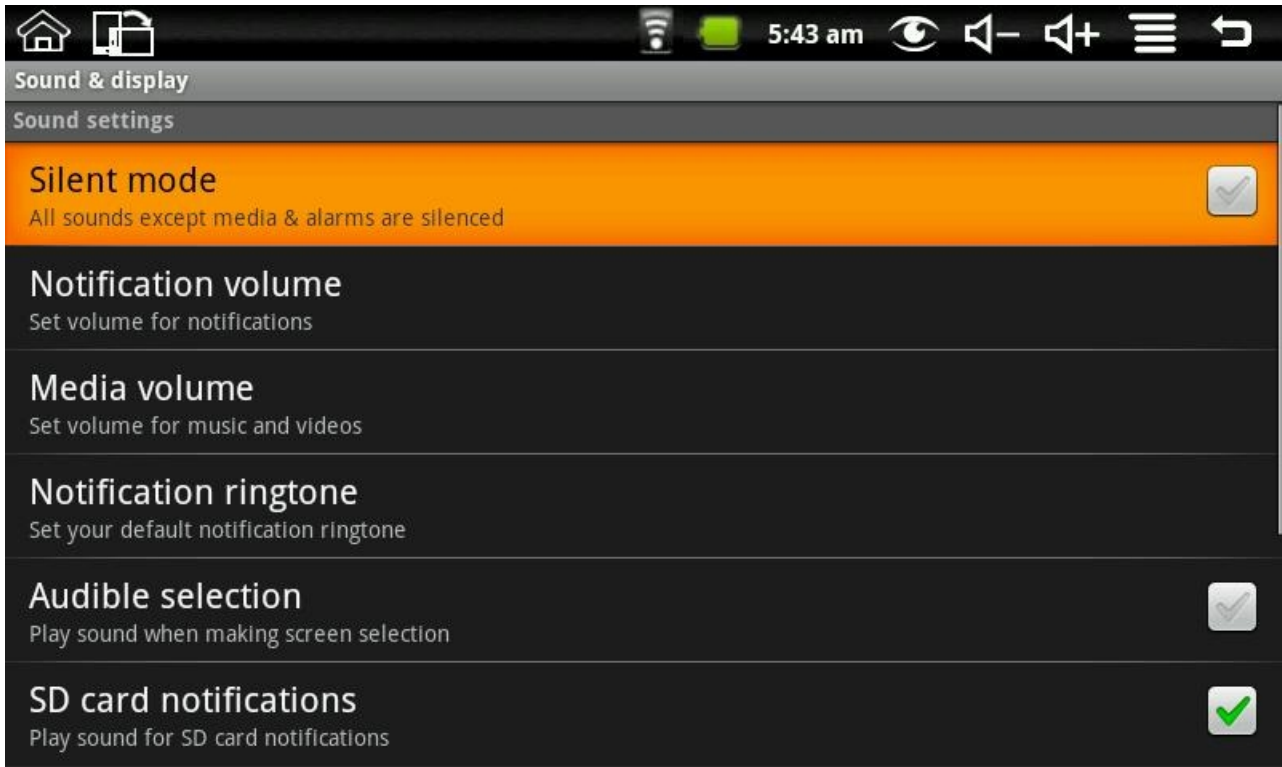 5:43 am
Sound & display
Sound settings
Silent mode
All sounds except media & alarms are silenced
Notification volume
Set volume for notifications
Media volume
Set volume for music and videos
Notification ringtone
Set your default notification ringtone
Audible selection
Play sound when making screen selection
SD card notifications
Play sound for SD card notifications